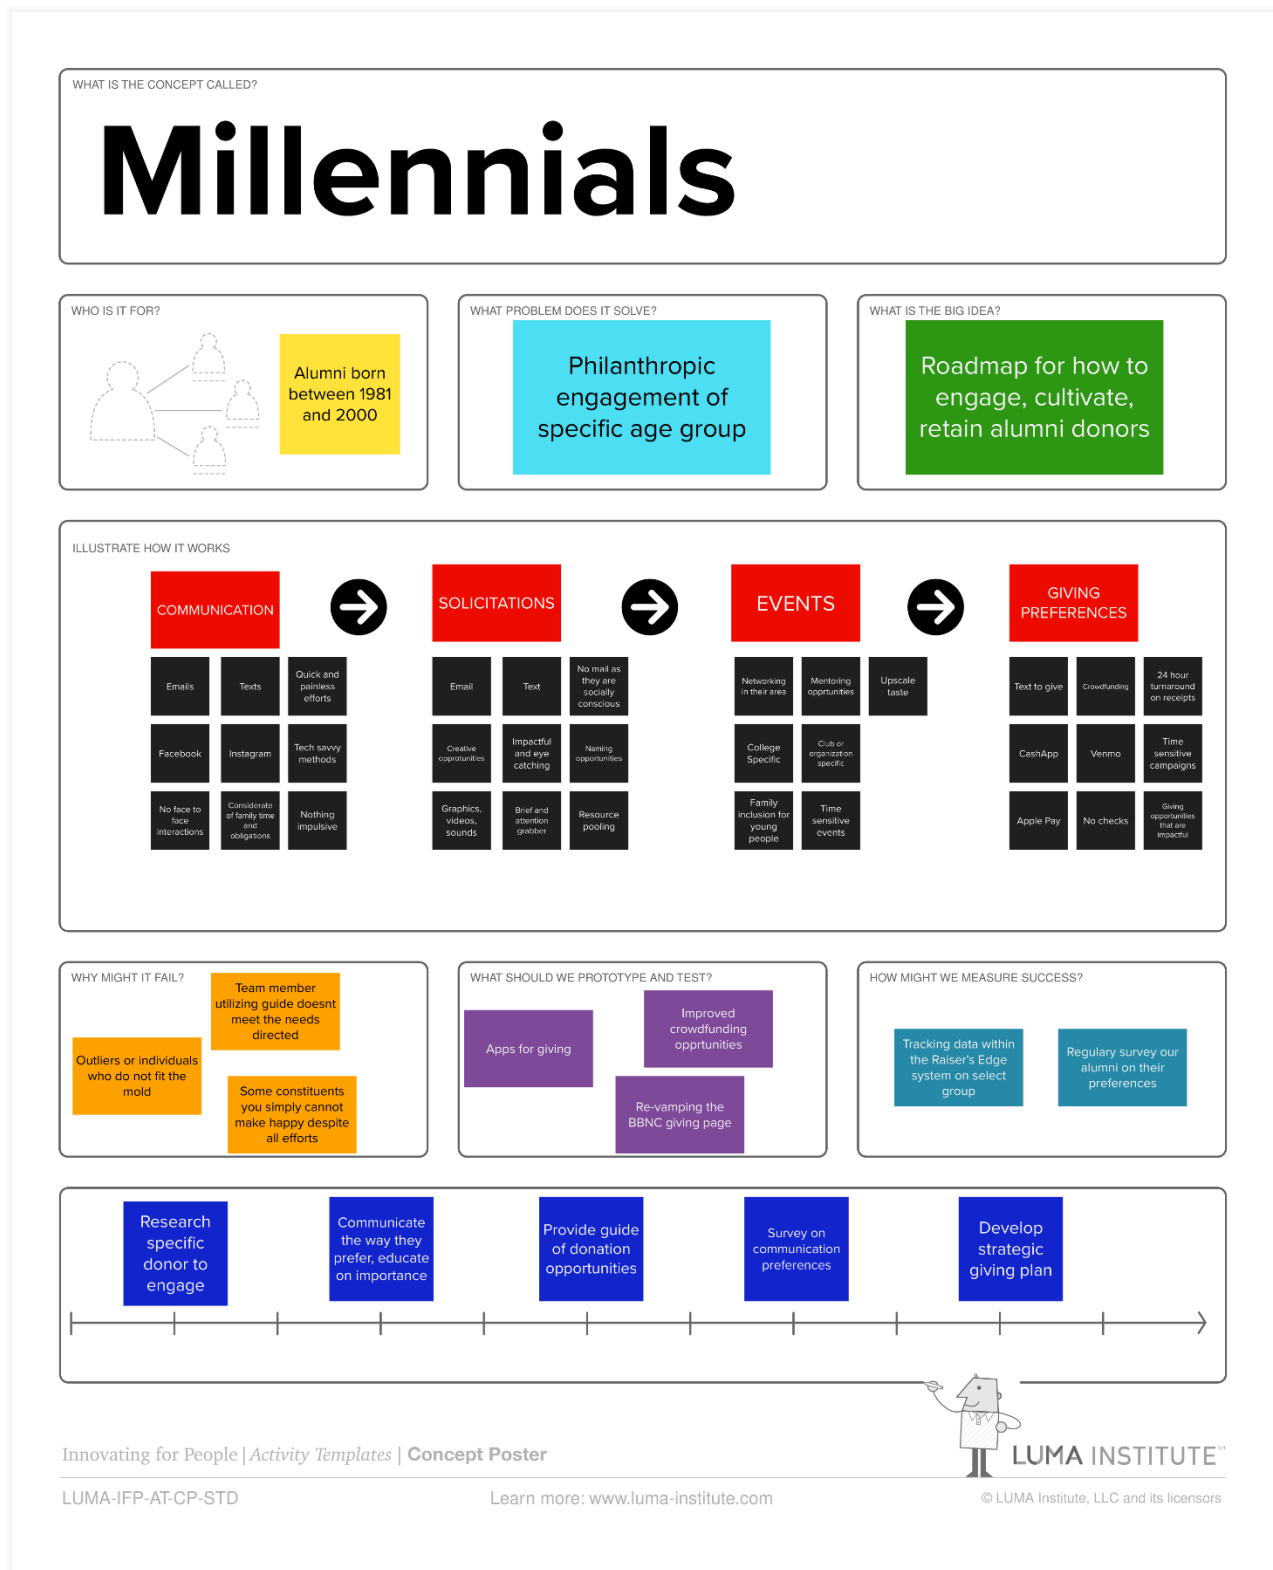 WHAT IS THE CONCEPT CALLED?
Millennials
WHO IS IT FOR?
Alumni born
between 1981
and 2000
WHAT PROBLEM DOES IT SOLVE?
Philanthropic
engagement of
specific age group
WHAT IS THE BIG IDEA?
Roadmap for how to
engage, cultivate,
retain alumni donors
ILLUSTRATE HOW IT WORKS
COMMUNICATION
Emails
Texts
Quick and
painless
efforts
Facebook
Instagram
Tech savvy
methods
No face to
face
interactions
Considerate
of family time
and
obligations
Nothing
impulsive
SOLICITATIONS
Email
Text
No mail as
they are
socially
conscious
Creative
opprotunities
Impactful
and eye
catching
Naming
opportunities
Graphics,
videos,
sounds
Brief and
attention
grabber
Resource
pooling
EVENTS
Networking
in their area
Mentoring
opprtunities
Upscale
taste
College
Specific
Club or
organization
specific
Family
inclusion for
young
people
Time
sensitive
events
GIVING
PREFERENCES
Text to give
Crowdfunding
24 hour
turnaround
on receipts
CashApp
Venmo
Time
sensitive
campaigns
Apple Pay
No checks
Giving
opportunities
that are
impactful
WHY MIGHT IT FAIL?
Team member
utilizing guide doesnt
meet the needs
directed
Outliers or individuals
who do not fit the
mold
Some constituents
you simply cannot
make happy despite
all efforts
WHAT SHOULD WE PROTOTYPE AND TEST?
Apps for giving
Improved
crowdfunding
opprtunities
Re-vamping the
BBNC giving page
HOW MIGHT WE MEASURE SUCCESS?
Tracking data within
the Raiser's Edge
system on select
group
Regulary survey our
alumni on their
preferences
Research
specific
donor to
engage
Communicate
the way they
prefer, educate
on importance
Provide guide
of donation
opportunities
Survey on
communication
preferences
Develop
strategic
giving plan
Innovating for People | Activity Templates | Concept Poster
LUMA INSTITUTE℠
LUMA-IFP-AT-CP-STD
Learn more: www.luma-institute.com
© LUMA Institute, LLC and its licensors